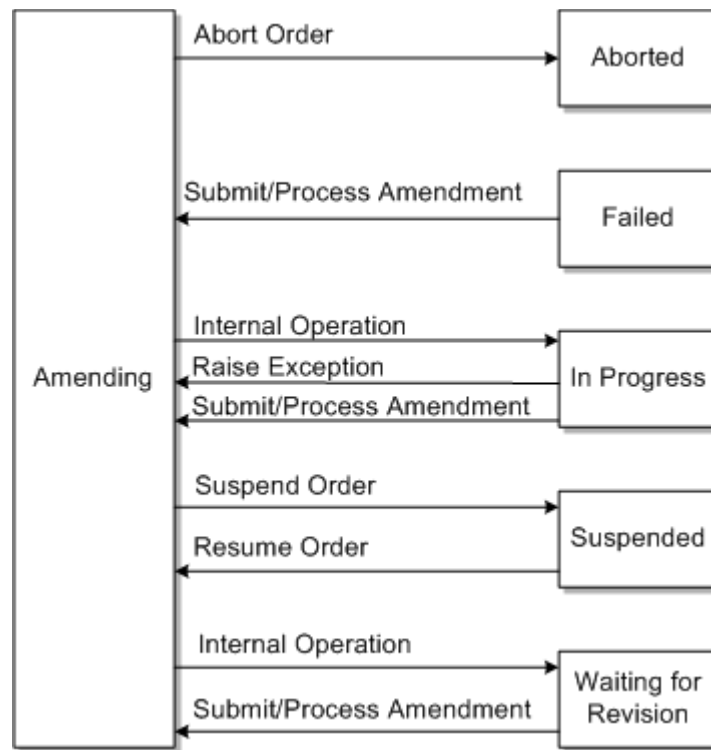 Abort Order
Aborted
Submit/Process Amendment
Failed
Internal Operation
Raise Exception
Amending
In Progress
Submit/Process Amendment
Suspend Order
Suspended
Resume Order
Internal Operation
Waiting for
Revision
Submit/Process Amendment